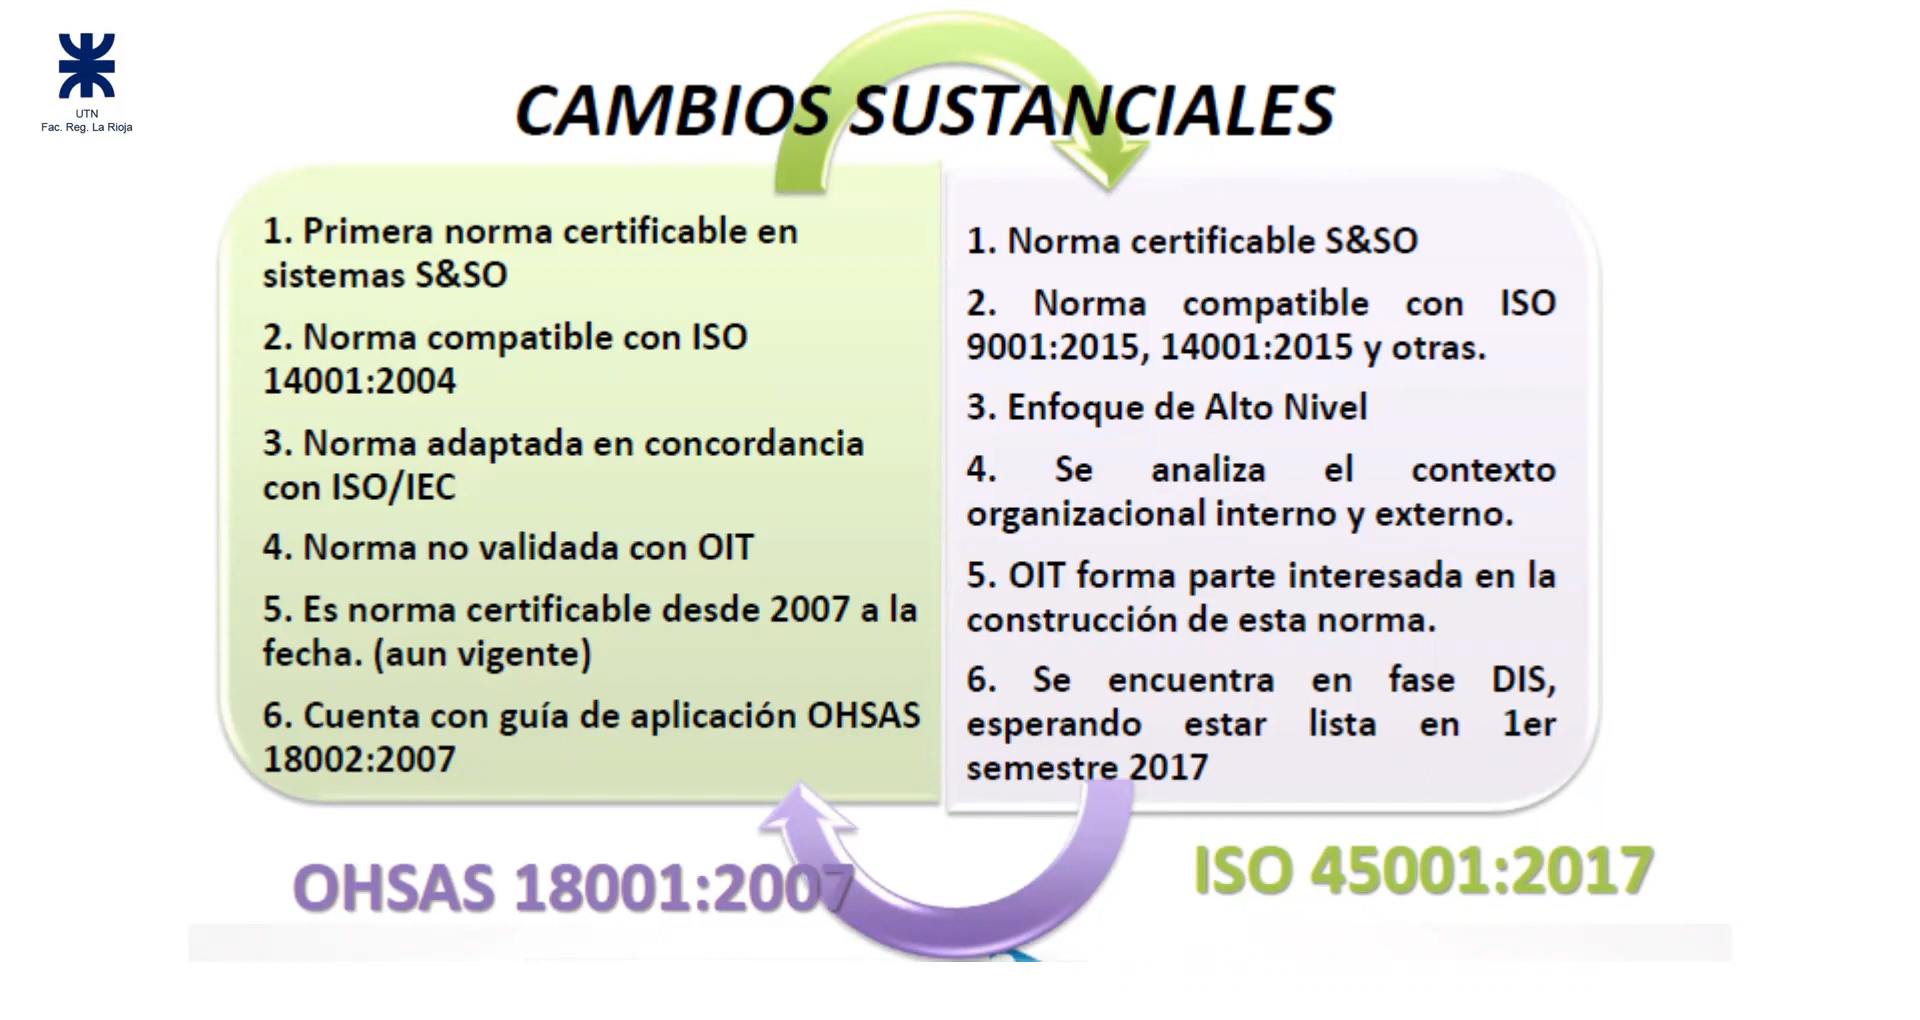 UTN
Fac. Reg. La Rioja
CAMBIOS SUSTANCIALES
1. Primera norma certificable en
sistemas S&SO
2. Norma compatible con ISO
14001:2004
3. Norma adaptada en concordancia
con ISO/IEC
4. Norma no validada con OIT
5. Es norma certificable desde 2007 a la
fecha. (aun vigente)
6. Cuenta con guía de aplicación OHSAS
18002:2007
OHSAS 18001:2007
1. Norma certificable S&SO
2. Norma compatible con ISO
9001:2015, 14001:2015 y otras.
3. Enfoque de Alto Nivel
4. Se analiza el contexto
organizacional interno y externo.
5. OIT forma parte interesada en la
construcción de esta norma.
6. Se encuentra en fase DIS,
esperando estar lista en 1er
semestre 2017
ISO 45001:2017